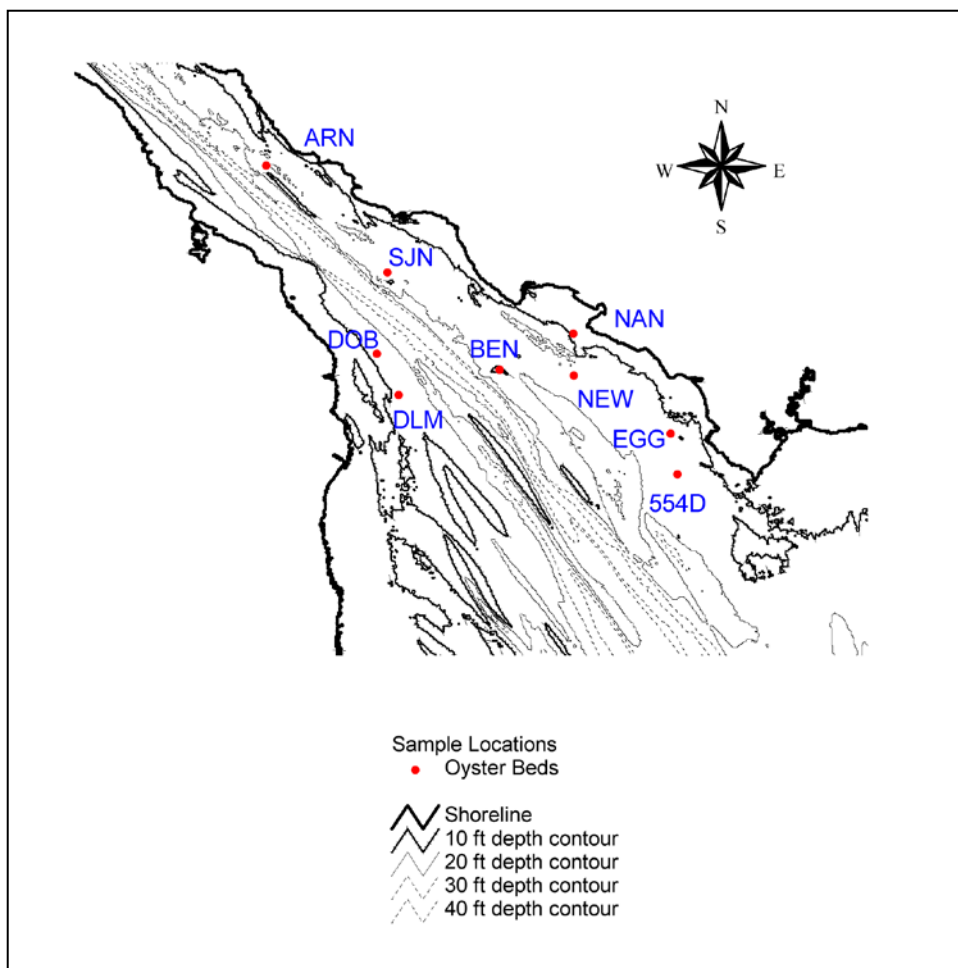 N
W E
S
ARN
SJN
NAN
DOB
BEN
NEW
DLM
EGG
554D
Sample Locations
Oyster Beds
Shoreline
10 ft depth contour
20 ft depth contour
30 ft depth contour
40 ft depth contour